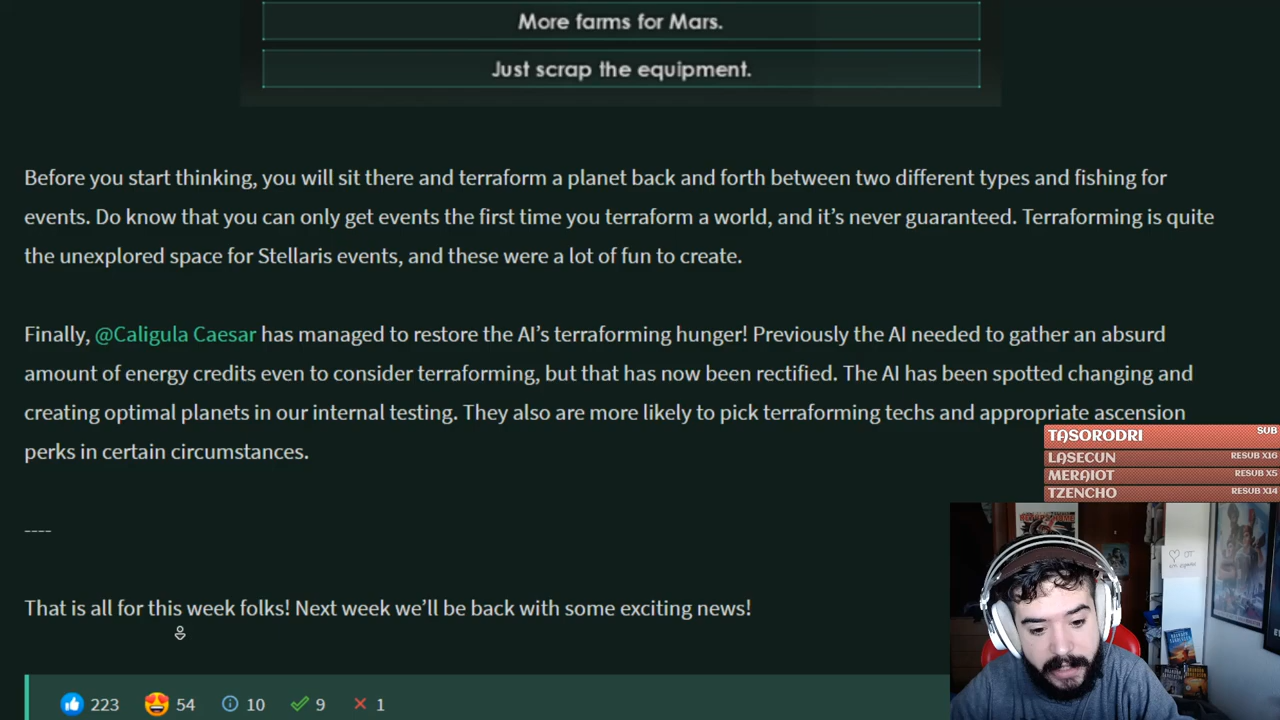 More farms for Mars.
Just scrap the equipment.
Before you start thinking, you will sit there and terraform a planet back and forth between two different types and fishing for
events. Do know that you can only get events the first time you terraform a world, and it's never guaranteed. Terraforming is quite
the unexplored space for Stellaris events, and these were a lot of fun to create.
Finally, @Caligula Caesar has managed to restore the AI's terraforming hunger! Previously the AI needed to gather an absurd
amount of energy credits even to consider terraforming, but that has now been rectified. The AI has been spotted changing and
creating optimal planets in our internal testing. They also are more likely to pick terraforming techs and appropriate ascension
perks in certain circumstances.
TASORODRI SUB
LASECUN RESUB X16
MERAIOT RESUB X5
TZENCHO RESUB X14
----
That is all for this week folks! Next week we'll be back with some exciting news!
223 54 10 9 1